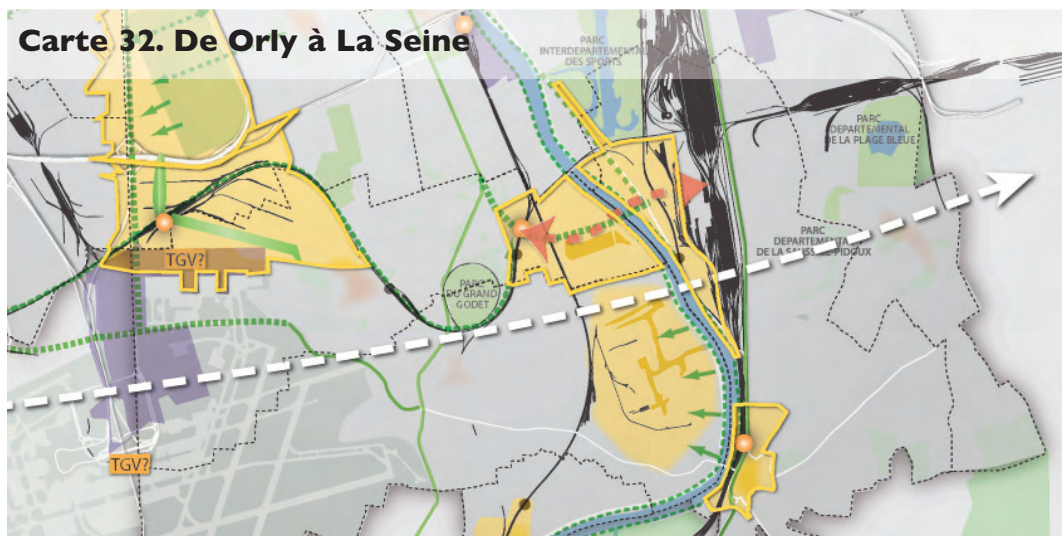 Carte 32. De Orly à La Seine
PARC
INTERDEPARTEMENTAL
DES SPORTS
PARC
DEPARTEMENTAL
DE LA PLAGE BLEUE
PARC
DEPARTEMENTAL
DE LA SAUSSAIE-PIDOUX
TGV?
PARC
DU GRAND
GODET
TGV?